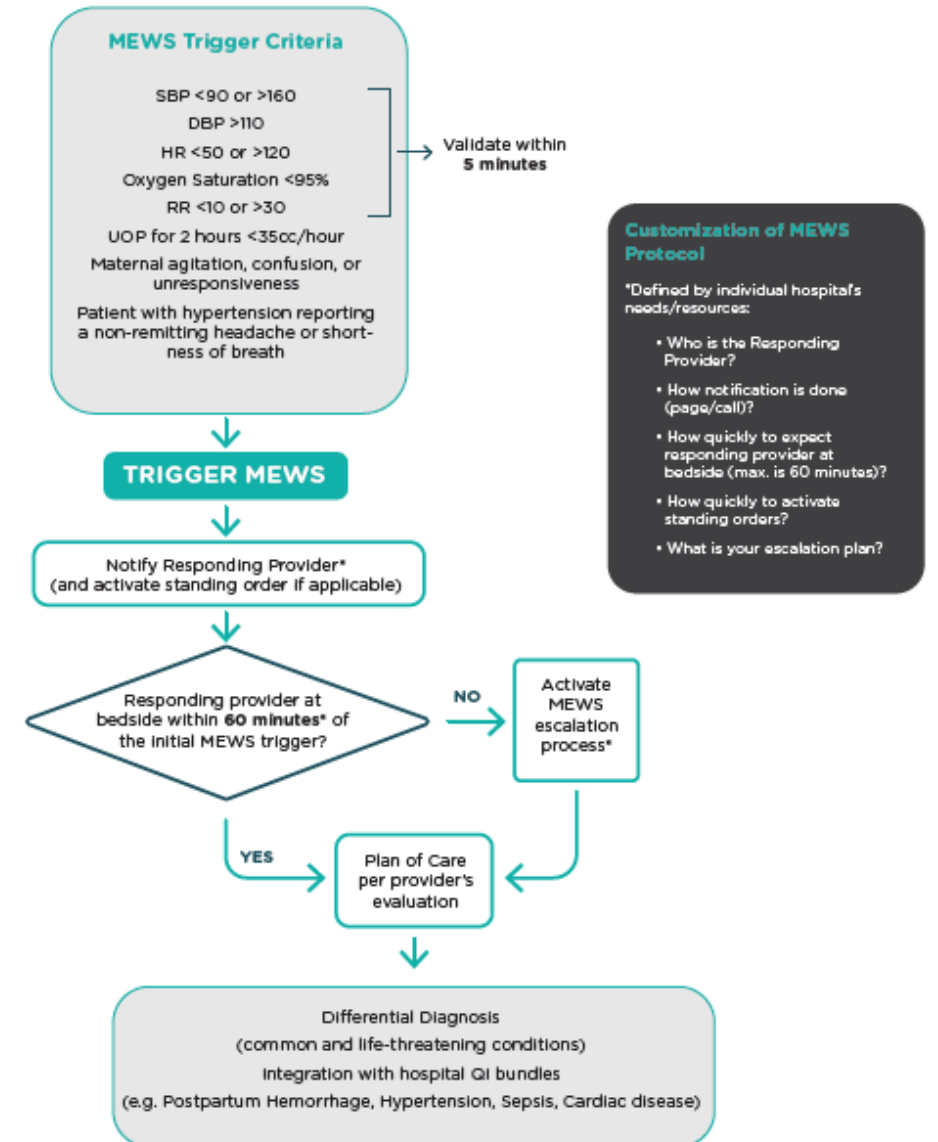 MEWS Trigger Criteria
SBP <90 or >160
DBP >110
HR <50 or >120
Oxygen Saturation <95%
RR <10 or >30
UOP for 2 hours <35cc/hour
Maternal agitation, confusion, or
unresponsiveness
Patient with hypertension reporting
a non-remitting headache or short-
ness of breath
Validate within
5 minutes
Customization of MEWS
Protocol
*Defined by individual hospital's
needs/resources:
• Who is the Responding
Provider?
• How notification is done
(page/call)?
• How quickly to expect
responding provider at
bedside (max. is 60 minutes)?
• How quickly to activate
standing orders?
• What is your escalation plan?
TRIGGER MEWS
Notify Responding Provider*
(and activate standing order if applicable)
Responding provider at
bedside within 60 minutes* of
the initial MEWS trigger?
NO
Activate
MEWS
escalation
process*
YES
Plan of Care
per provider's
evaluation
Differential Diagnosis
(common and life-threatening conditions)
Integration with hospital QI bundles
(e.g. Postpartum Hemorrhage, Hypertension, Sepsis, Cardiac disease)